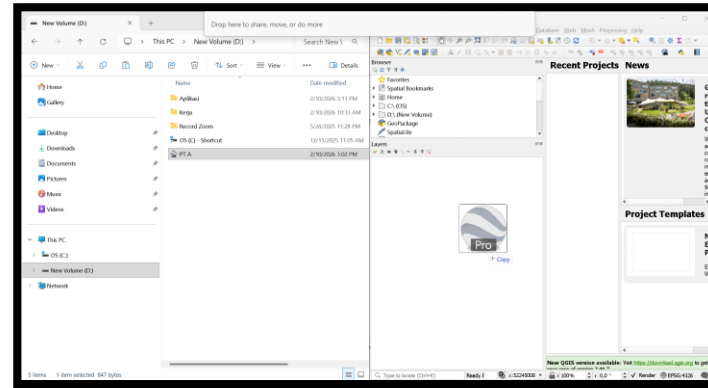 New Volume (D:)
Drop here to share, move, or do more
This PC > New Volume (D:) >
Search New V
New
Sort
View
Details
Home
Gallery
Desktop
Downloads
Documents
Pictures
Music
Videos
This PC
OS (C:)
New Volume (D:)
Network
Name
Date modified
Aplikasi
2/10/2026 3:11 PM
Kerja
2/10/2026 10:13 AM
Record Zoom
5/20/2025 11:28 PM
OS (C) - Shortcut
12/11/2025 11:05 AM
PT A
2/10/2026 3:02 PM
5 items
1 item selected 847 bytes
Database Web Mesh Processing Help
Browser
Favorites
Spatial Bookmarks
Home
C:\ (OS)
D:\ (New Volume)
GeoPackage
SpatiaLite
Layers
Pro
+ Copy
Recent Projects
News
Project Templates
New QGIS version available: Visit https://download.qgis.org to get
Type to locate (Ctrl+K)
Ready
100%
0,0 °
Render
EPSG:4326